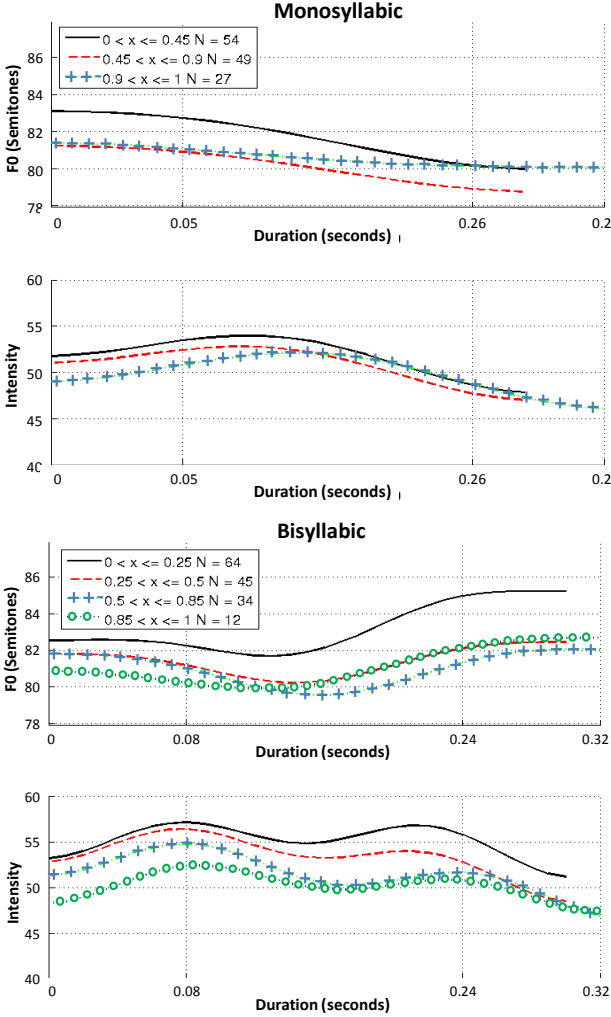 Monosyllabic
F0 (Semitones)
86
84
82
80
78
0 < x <= 0.45 N = 54
0.45 < x <= 0.9 N = 49
0.9 < x <= 1 N = 27
0 0.05 0.26 0.2
Duration (seconds)
Intensity
60
55
50
45
40
0 0.05 0.26 0.2
Duration (seconds)
Bisyllabic
F0 (Semitones)
86
84
82
80
78
0 < x <= 0.25 N = 64
0.25 < x <= 0.5 N = 45
0.5 < x <= 0.85 N = 34
0.85 < x <= 1 N = 12
0 0.08 0.24 0.32
Duration (seconds)
Intensity
60
55
50
45
40
0 0.08 0.24 0.32
Duration (seconds)